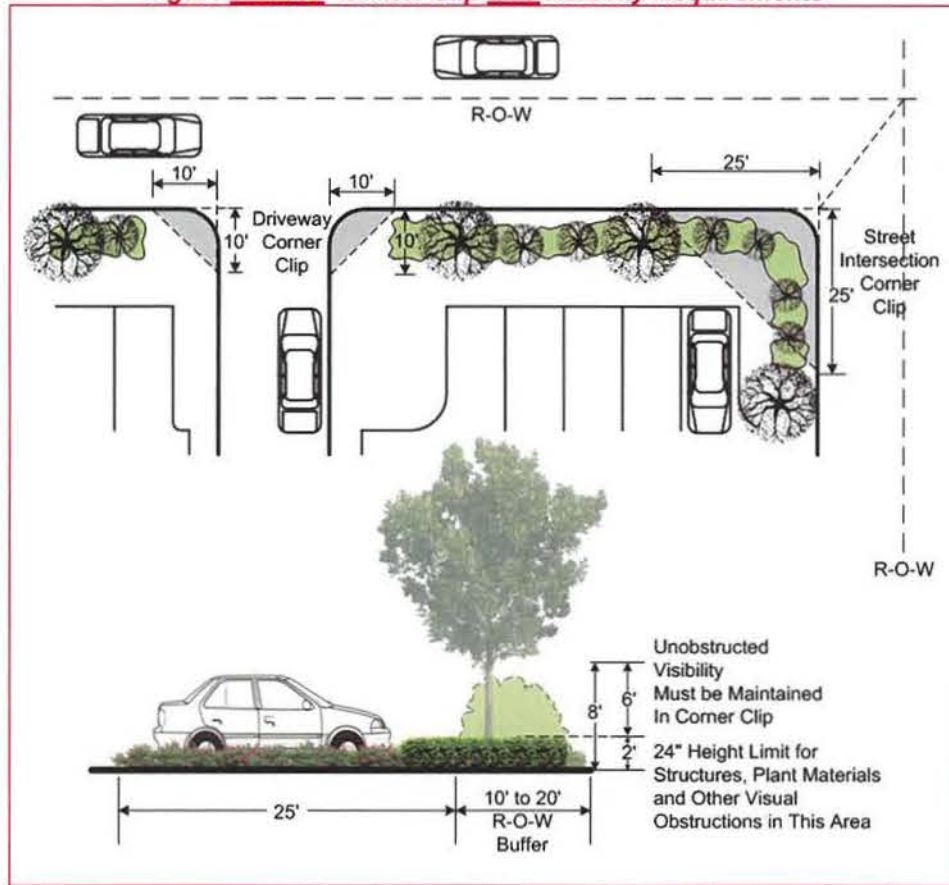 R-O-W
10'
10'
25'
10'
Driveway
Corner
Clip
10'
Street
Intersection
Corner
Clip
25'
R-O-W
Unobstructed
Visibility
Must be Maintained
In Corner Clip
6'
8'
2'
24" Height Limit for
Structures, Plant Materials
and Other Visual
Obstructions in This Area
25'
10' to 20'
R-O-W
Buffer